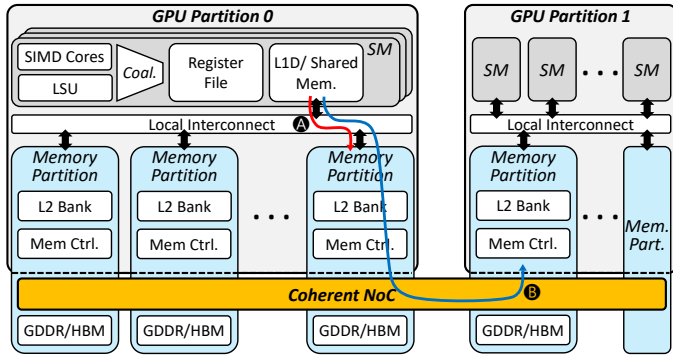 GPU Partition 0
GPU Partition 1
SIMD Cores
LSU
Coal.
Register
File
L1D/ Shared
Mem.
SM
SM
SM
...
SM
Local Interconnect
A
Local Interconnect
Memory
Partition
L2 Bank
Mem Ctrl.
Memory
Partition
L2 Bank
Mem Ctrl.
...
Memory
Partition
L2 Bank
Mem Ctrl.
Memory
Partition
L2 Bank
Mem Ctrl.
...
Mem.
Part.
Coherent NoC
B
GDDR/HBM
GDDR/HBM
GDDR/HBM
GDDR/HBM